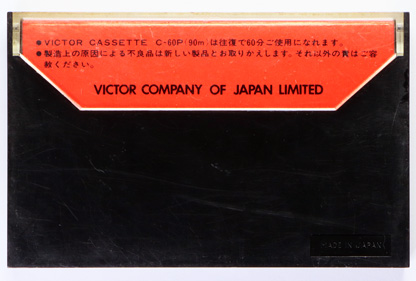 ● VICTOR CASSETTE C-60P(90m)は往復で60分ご使用になれます。
● 製造上の原因による不良品は新しい製品とお取りかえします。それ以外の責はご容
赦ください。
VICTOR COMPANY OF JAPAN LIMITED
MADE IN JAPAN